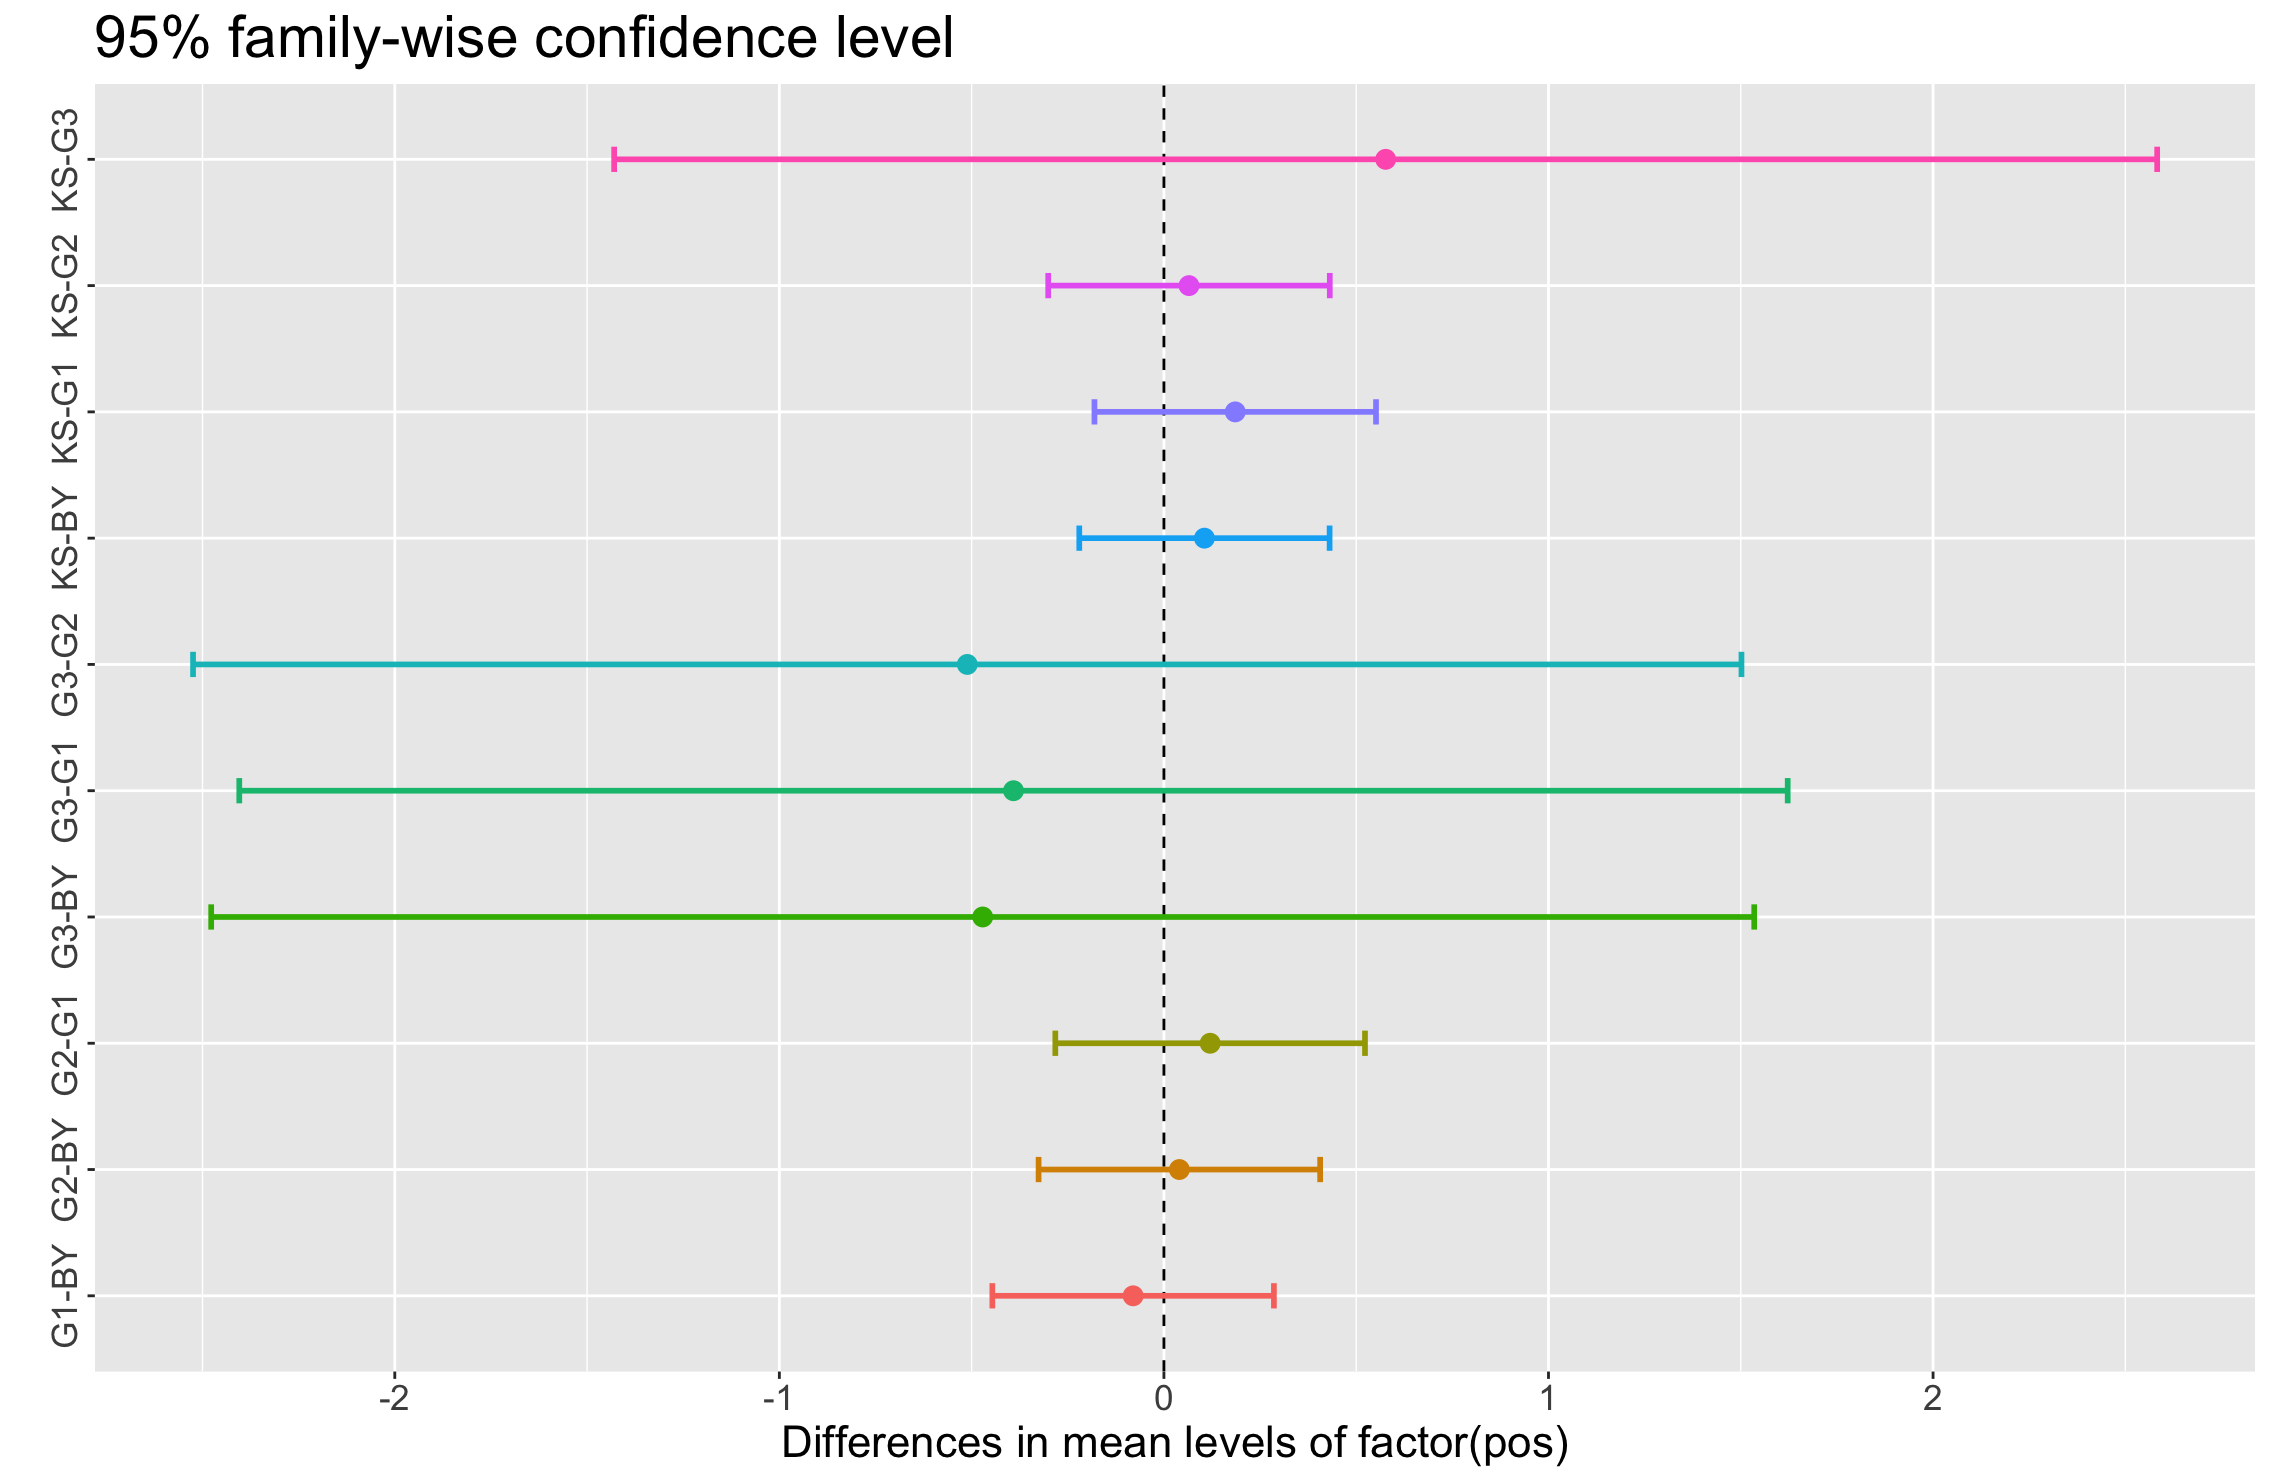 95% family-wise confidence level
KS-G3
KS-G2
KS-G1
KS-BY
G3-G2
G3-G1
G3-BY
G2-G1
G2-BY
G1-BY
-2 -1 0 1 2
Differences in mean levels of factor(pos)